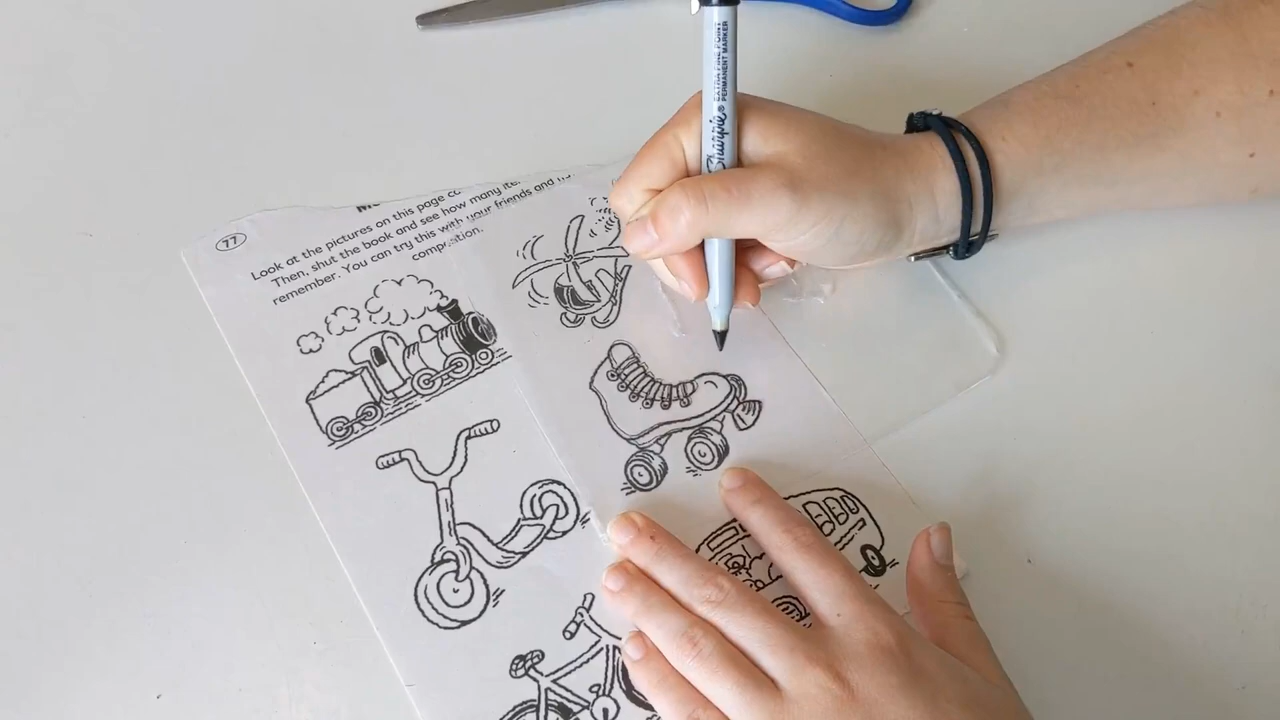 77
Look at the pictures on this page
Then, shut the book and see how many
remember. You can try this with your friends and
Sharpie®
PERMANENT MARKER